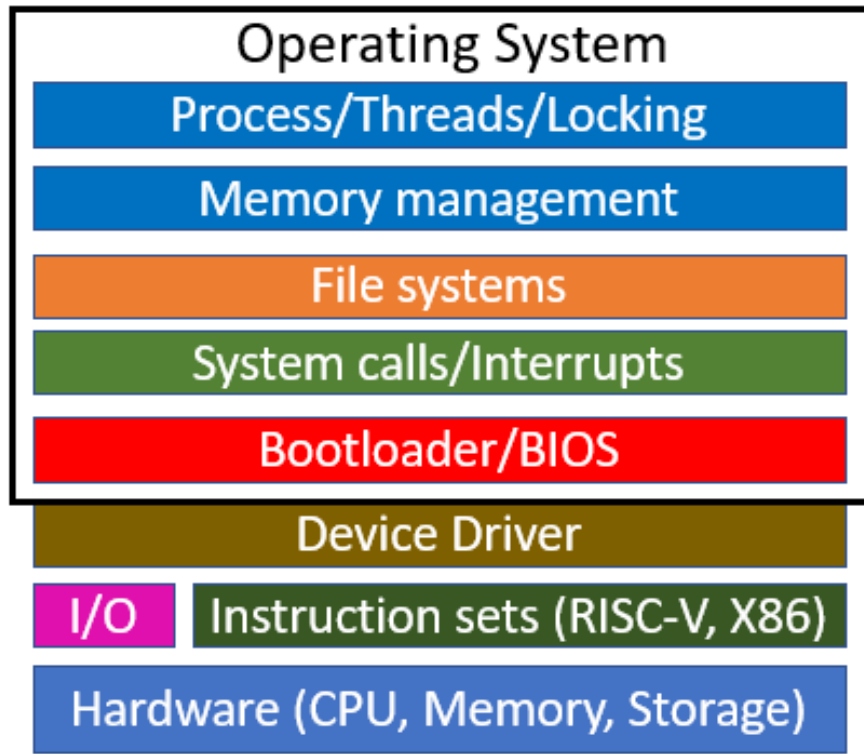 Operating System
Process/Threads/Locking
Memory management
File systems
System calls/Interrupts
Bootloader/BIOS
Device Driver
I/O
Instruction sets (RISC-V, X86)
Hardware (CPU, Memory, Storage)